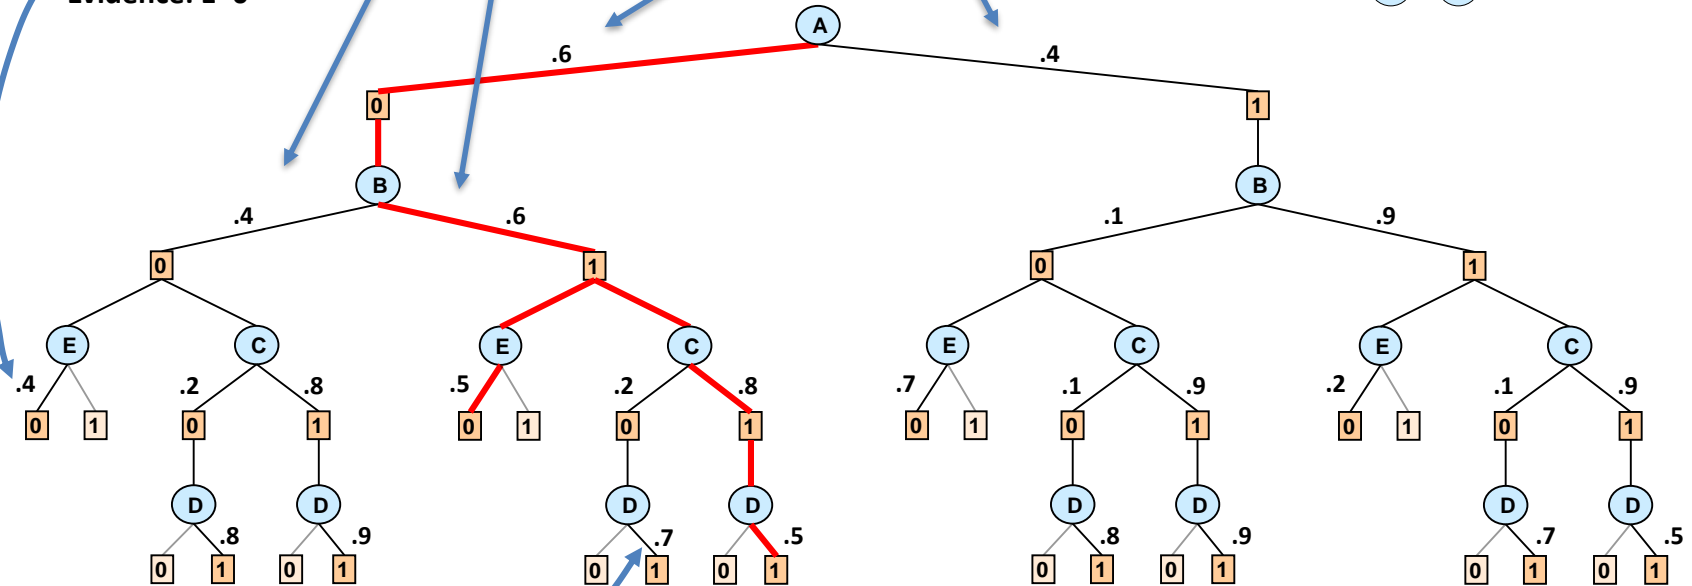 A
.6 .4
0 1
B B
.4 .6 .1 .9
0 1 0 1
E C E C E C E C
.4 .2 .8 .5 .2 .8 .7 .1 .9 .2 .1 .9
0 1 0 1 0 1 0 1 0 1 0 1 0 1 0 1
D D D D D D D D
.8 .9 .7 .5 .8 .9 .7 .5
0 1 0 1 0 1 0 1 0 1 0 1 0 1 0 1